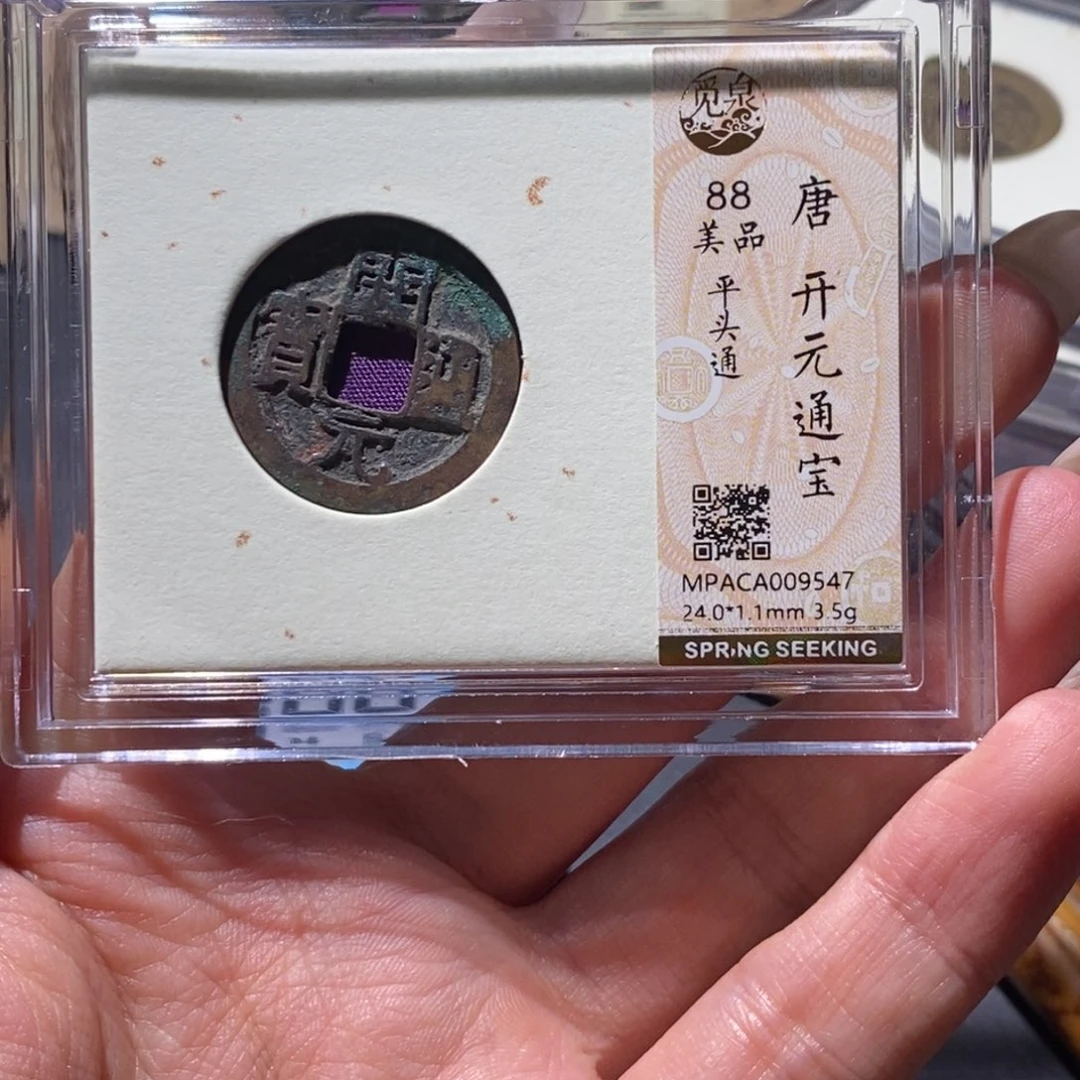 觅泉
唐 开元通宝
88
美品
平头通
MPACA009547
24.0*1.1mm 3.5g
SPRING SEEKING
開
元
通
寳